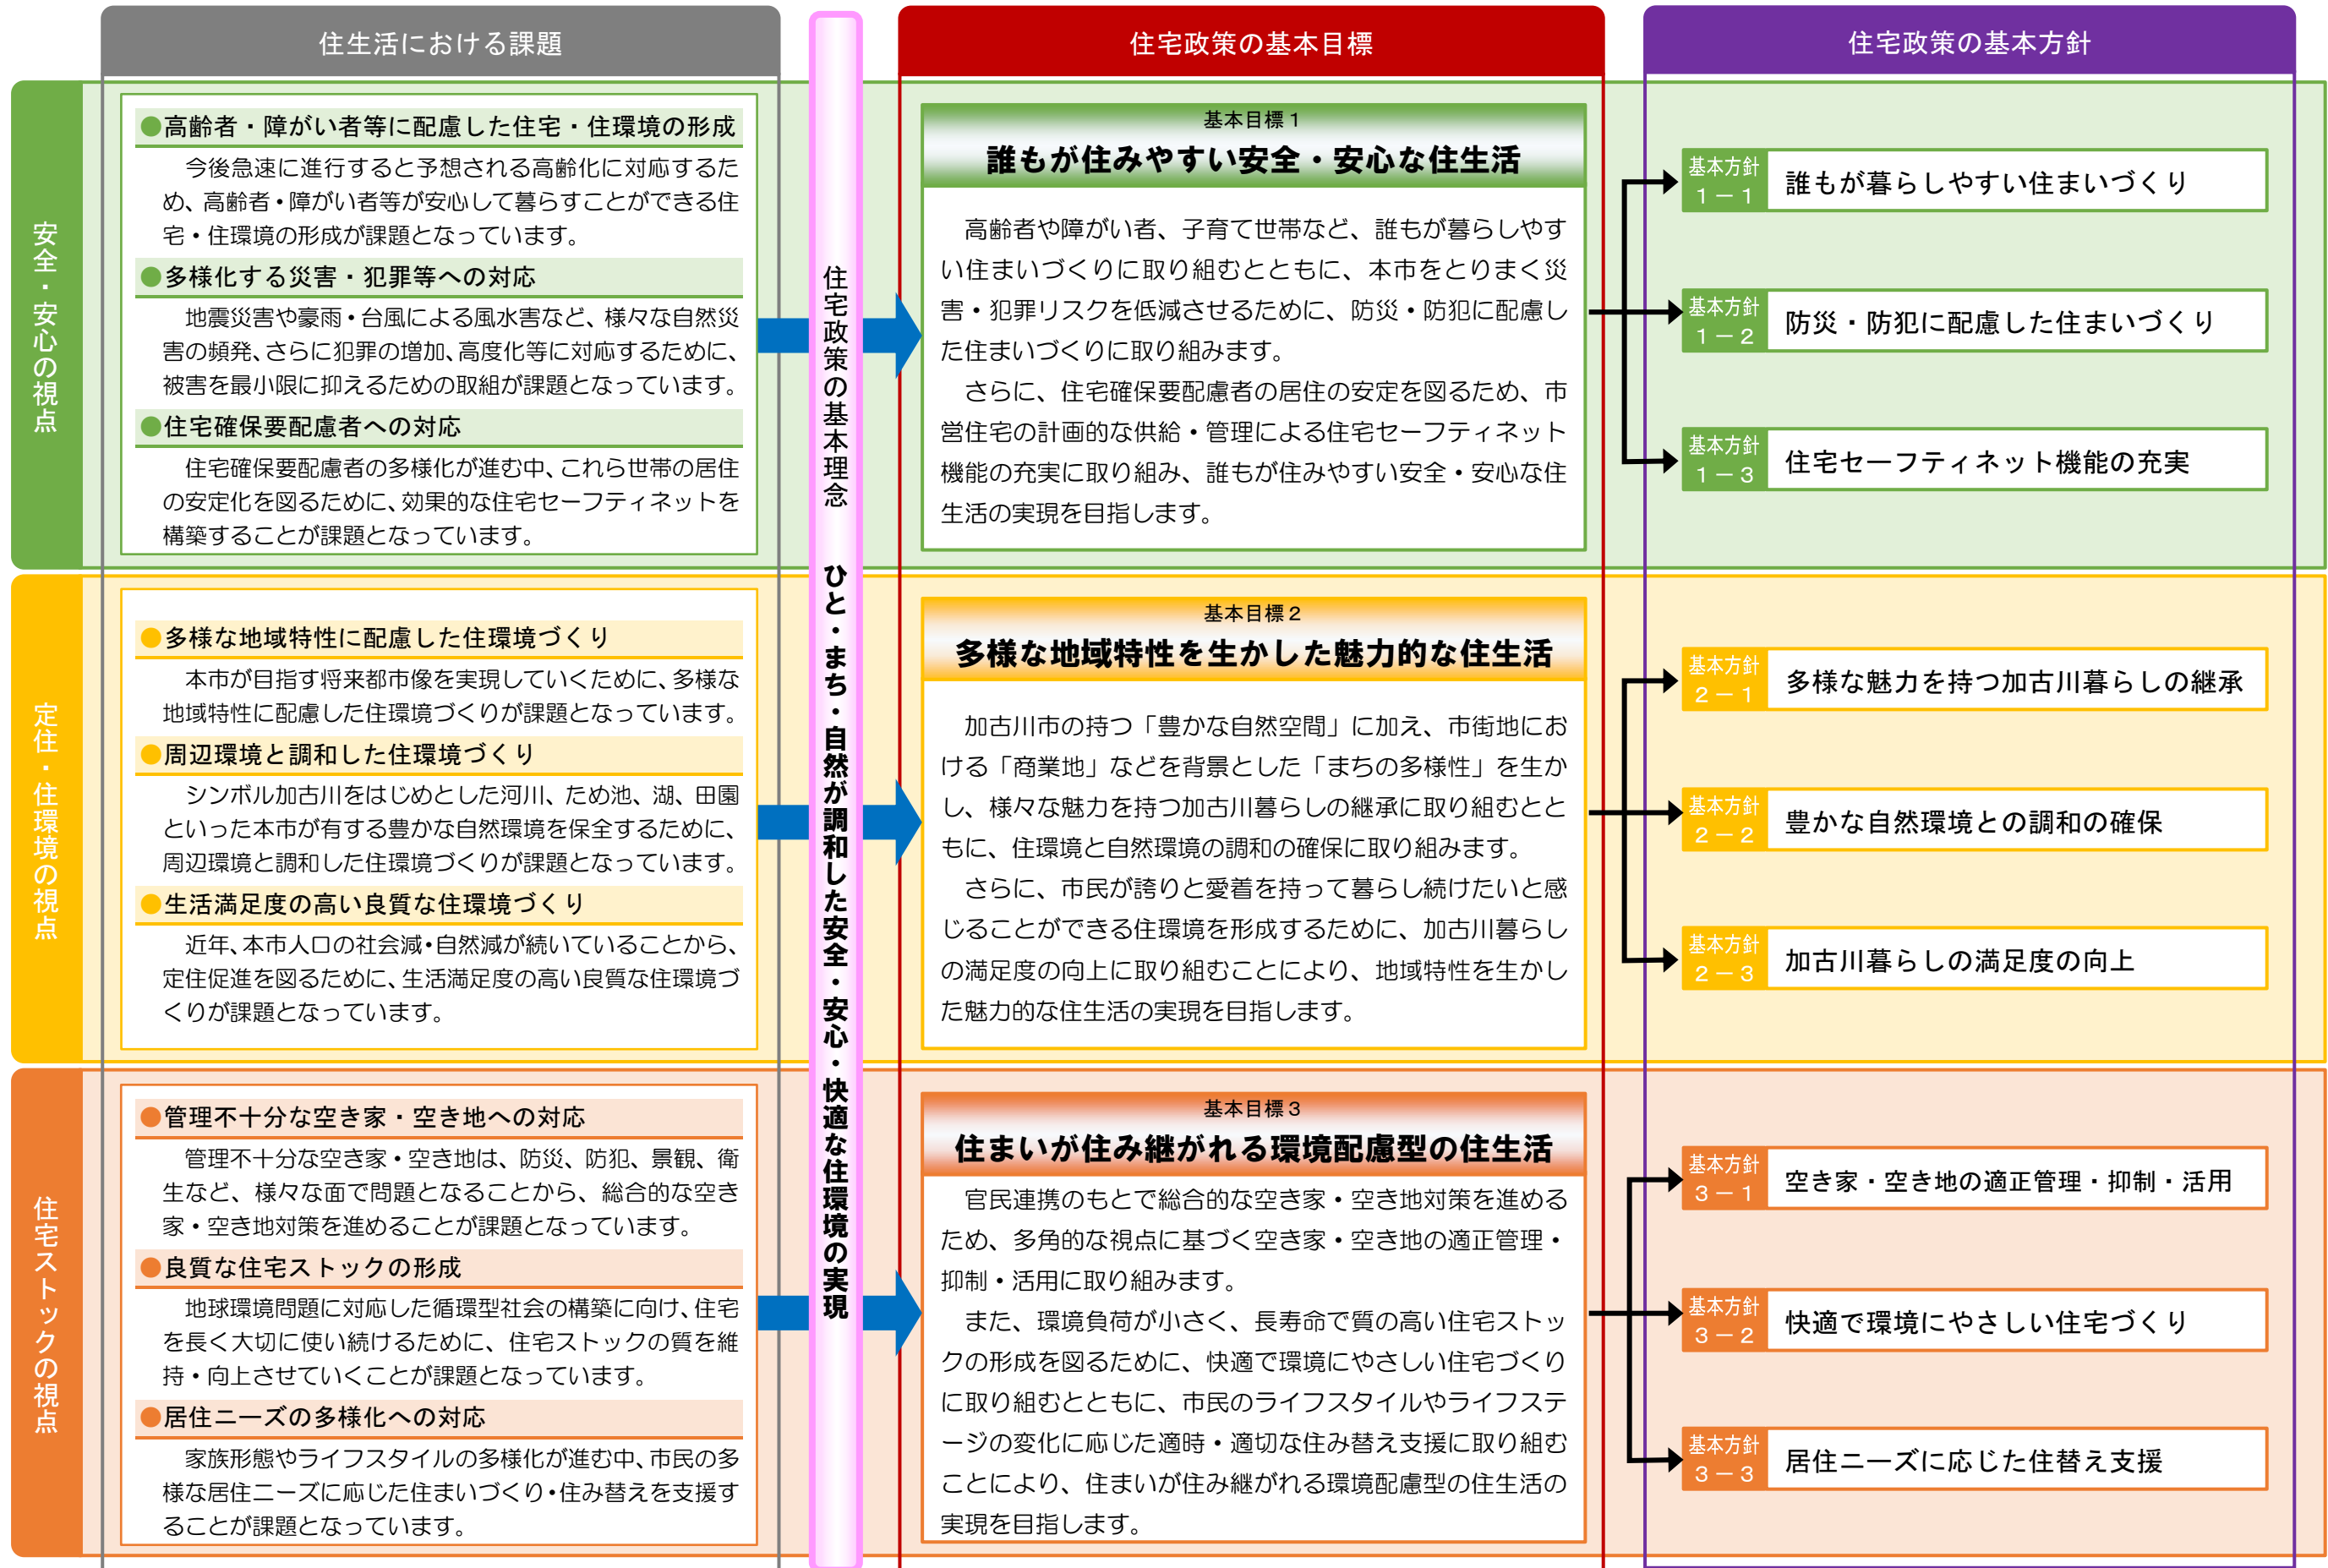 住生活における課題
住宅政策の基本目標
住宅政策の基本方針
住宅政策の基本理念　ひと・まち・自然が調和した安全・安心・快適な住環境の実現
安全・安心の視点
●高齢者・障がい者等に配慮した住宅・住環境の形成
今後急速に進行すると予想される高齢化に対応するた
め、高齢者・障がい者等が安心して暮らすことができる住
宅・住環境の形成が課題となっています。
●多様化する災害・犯罪等への対応
地震災害や豪雨・台風による風水害など、様々な自然災
害の頻発、さらに犯罪の増加、高度化等に対応するために、
被害を最小限に抑えるための取組が課題となっています。
●住宅確保要配慮者への対応
住宅確保要配慮者の多様化が進む中、これら世帯の居住
の安定化を図るために、効果的な住宅セーフティネットを
構築することが課題となっています。
基本目標１
誰もが住みやすい安全・安心な住生活
高齢者や障がい者、子育て世帯など、誰もが暮らしやす
い住まいづくりに取り組むとともに、本市をとりまく災
害・犯罪リスクを低減させるために、防災・防犯に配慮し
た住まいづくりに取り組みます。
さらに、住宅確保要配慮者の居住の安定を図るため、市
営住宅の計画的な供給・管理による住宅セーフティネット
機能の充実に取り組み、誰もが住みやすい安全・安心な住
生活の実現を目指します。
基本方針
１－１
誰もが暮らしやすい住まいづくり
基本方針
１－２
防災・防犯に配慮した住まいづくり
基本方針
１－３
住宅セーフティネット機能の充実
定住・住環境の視点
●多様な地域特性に配慮した住環境づくり
本市が目指す将来都市像を実現していくために、多様な
地域特性に配慮した住環境づくりが課題となっています。
●周辺環境と調和した住環境づくり
シンボル加古川をはじめとした河川、ため池、湖、田園
といった本市が有する豊かな自然環境を保全するために、
周辺環境と調和した住環境づくりが課題となっています。
●生活満足度の高い良質な住環境づくり
近年、本市人口の社会減・自然減が続いていることから、
定住促進を図るために、生活満足度の高い良質な住環境づ
くりが課題となっています。
基本目標２
多様な地域特性を生かした魅力的な住生活
加古川市の持つ「豊かな自然空間」に加え、市街地にお
ける「商業地」などを背景とした「まちの多様性」を生か
し、様々な魅力を持つ加古川暮らしの継承に取り組むとと
もに、住環境と自然環境の調和の確保に取り組みます。
さらに、市民が誇りと愛着を持って暮らし続けたいと感
じることができる住環境を形成するために、加古川暮らし
の満足度の向上に取り組むことにより、地域特性を生かし
た魅力的な住生活の実現を目指します。
基本方針
２－１
多様な魅力を持つ加古川暮らしの継承
基本方針
２－２
豊かな自然環境との調和の確保
基本方針
２－３
加古川暮らしの満足度の向上
住宅ストックの視点
●管理不十分な空き家・空き地への対応
管理不十分な空き家・空き地は、防災、防犯、景観、衛
生など、様々な面で問題となることから、総合的な空き
家・空き地対策を進めることが課題となっています。
●良質な住宅ストックの形成
地球環境問題に対応した循環型社会の構築に向け、住宅
を長く大切に使い続けるために、住宅ストックの質を維
持・向上させていくことが課題となっています。
●居住ニーズの多様化への対応
家族形態やライフスタイルの多様化が進む中、市民の多
様な居住ニーズに応じた住まいづくり・住み替えを支援す
ることが課題となっています。
基本目標３
住まいが住み継がれる環境配慮型の住生活
官民連携のもとで総合的な空き家・空き地対策を進める
ため、多角的な視点に基づく空き家・空き地の適正管理・
抑制・活用に取り組みます。
また、環境負荷が小さく、長寿命で質の高い住宅ストッ
クの形成を図るために、快適で環境にやさしい住宅づくり
に取り組むとともに、市民のライフスタイルやライフステ
ージの変化に応じた適時・適切な住み替え支援に取り組む
ことにより、住まいが住み継がれる環境配慮型の住生活の
実現を目指します。
基本方針
３－１
空き家・空き地の適正管理・抑制・活用
基本方針
３－２
快適で環境にやさしい住宅づくり
基本方針
３－３
居住ニーズに応じた住替え支援